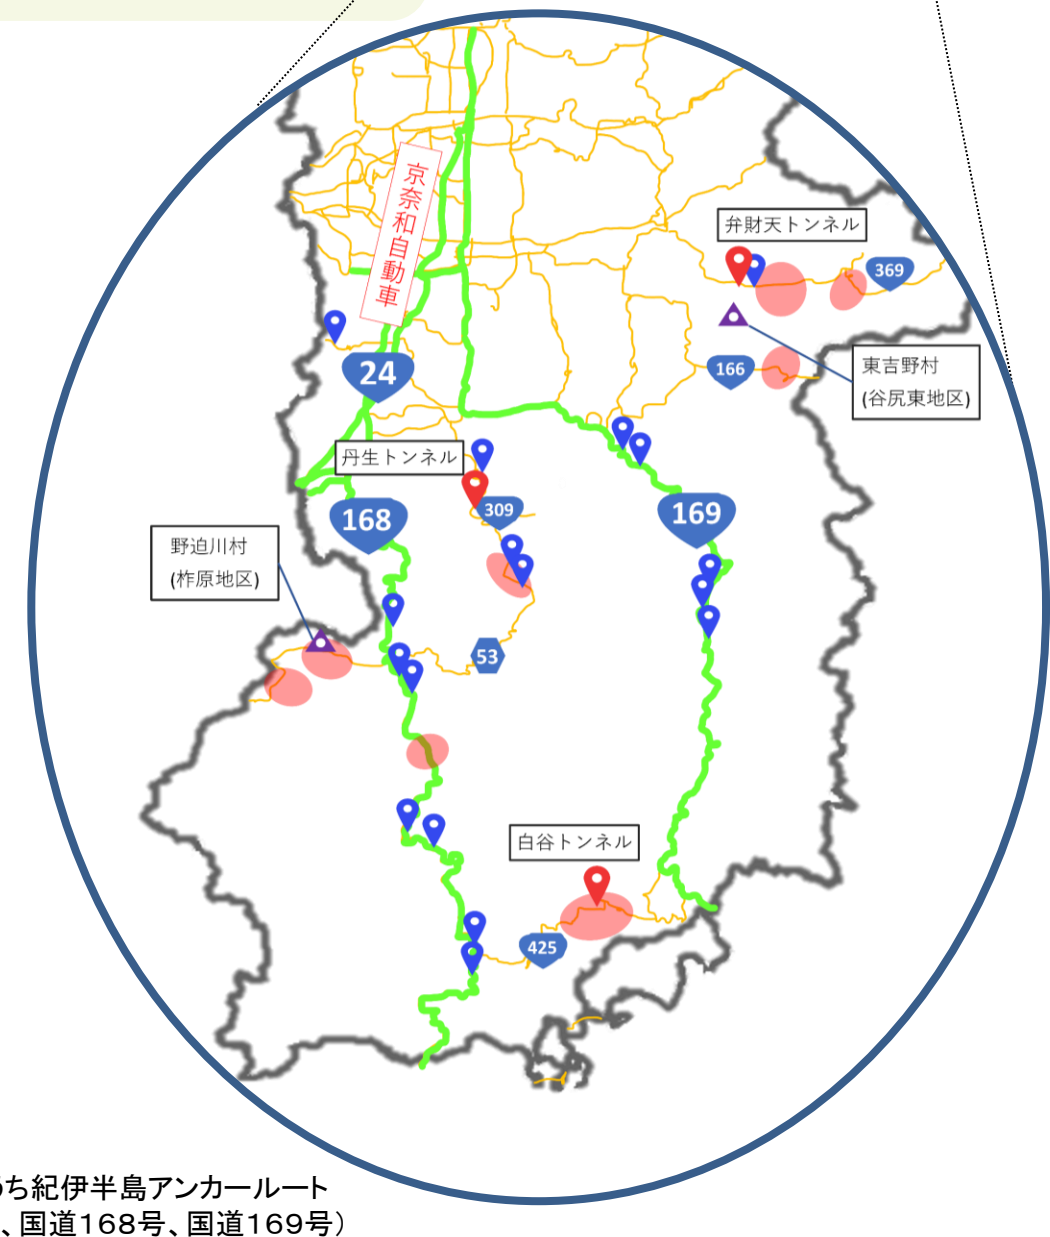 京奈和自動車
弁財天トンネル
369
24
166
東吉野村
(谷尻東地区)
丹生トンネル
309
168
169
野迫川村
(柞原地区)
53
白谷トンネル
425
うち紀伊半島アンカールート
、国道168号、国道169号）